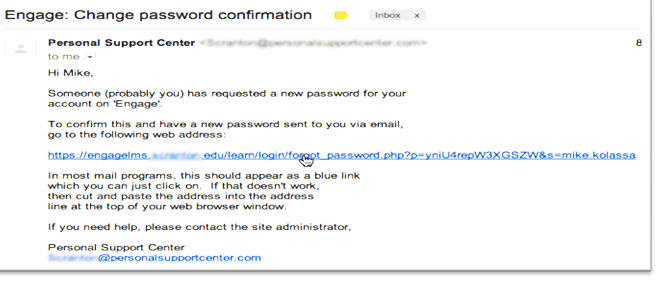 Engage: Change password confirmation Inbox x
Personal Support Center <Scranton@personalsupportcenter.com> 8
to me
Hi Mike,
Someone (probably you) has requested a new password for your
account on 'Engage'.
To confirm this and have a new password sent to you via email,
go to the following web address:
https://engagelms.scranton.edu/learn/login/forgot_password.php?p=yniU4repW3XGSZW&s=mike.kolassa
In most mail programs, this should appear as a blue link
which you can just click on. If that doesn't work,
then cut and paste the address into the address
line at the top of your web browser window.
If you need help, please contact the site administrator,
Personal Support Center
Scranton@personalsupportcenter.com